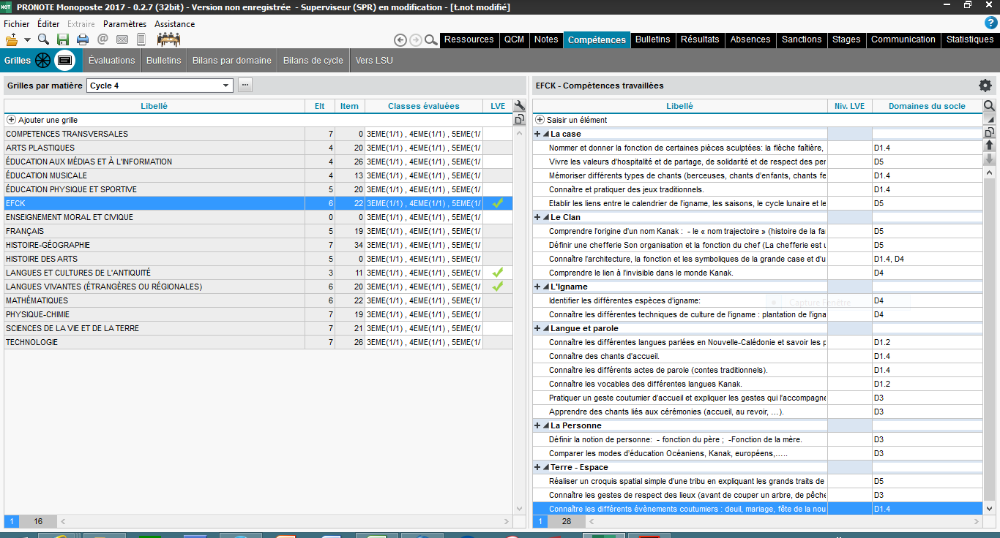 PRONOTE Monoposte 2017 - 0.2.7 (32bit) - Version non enregistrée - Superviseur (SPR) en modification - [t.not modifié]
Fichier Éditer Extraire Paramètres Assistance
Ressources QCM Notes Compétences Bulletins Résultats Absences Sanctions Stages Communication Statistiques
Grilles Évaluations Bulletins Bilans par domaine Bilans de cycle Vers LSU
Grilles par matière Cycle 4 ...
Libellé Elt Item Classes évaluées LVE
Ajouter une grille
COMPETENCES TRANSVERSALES 7 0 3EME(1/1) , 4EME(1/1) , 5EME(1/
ARTS PLASTIQUES 4 20 3EME(1/1) , 4EME(1/1) , 5EME(1/
ÉDUCATION AUX MÉDIAS ET À L'INFORMATION 4 26 3EME(1/1) , 4EME(1/1) , 5EME(1/
ÉDUCATION MUSICALE 4 13 3EME(1/1) , 4EME(1/1) , 5EME(1/
ÉDUCATION PHYSIQUE ET SPORTIVE 5 20 3EME(1/1) , 4EME(1/1) , 5EME(1/
EFCK 6 22 3EME(1/1) , 4EME(1/1) , 5EME(1/
ENSEIGNEMENT MORAL ET CIVIQUE 0 0 3EME(1/1) , 4EME(1/1) , 5EME(1/
FRANÇAIS 5 19 3EME(1/1) , 4EME(1/1) , 5EME(1/
HISTOIRE-GÉOGRAPHIE 7 34 3EME(1/1) , 4EME(1/1) , 5EME(1/
HISTOIRE DES ARTS 5 0 3EME(1/1) , 4EME(1/1) , 5EME(1/
LANGUES ET CULTURES DE L'ANTIQUITÉ 3 11 3EME(1/1) , 4EME(1/1) , 5EME(1/
LANGUES VIVANTES (ÉTRANGÈRES OU RÉGIONALES) 6 20 3EME(1/1) , 4EME(1/1) , 5EME(1/
MATHÉMATIQUES 6 22 3EME(1/1) , 4EME(1/1) , 5EME(1/
PHYSIQUE-CHIMIE 7 19 3EME(1/1) , 4EME(1/1) , 5EME(1/
SCIENCES DE LA VIE ET DE LA TERRE 7 21 3EME(1/1) , 4EME(1/1) , 5EME(1/
TECHNOLOGIE 7 26 3EME(1/1) , 4EME(1/1) , 5EME(1/
1 16
EFCK - Compétences travaillées
Libellé Niv. LVE Domaines du socle
Saisir un élément
La case
Nommer et donner la fonction de certaines pièces sculptées: la flèche faîtière, D1.4
Vivre les valeurs d'hospitalité et de partage, de solidarité et de respect des per D5
Mémoriser différents types de chants (berceuses, chants d'enfants, chants fe D1.4
Connaître et pratiquer des jeux traditionnels. D1.4
Etablir les liens entre le calendrier de l'igname, les saisons, le cycle lunaire et le D5
Le Clan
Comprendre l'origine d'un nom Kanak : - le « nom trajectoire » (histoire de la fa D5
Définir une chefferie Son organisation et la fonction du chef (La chefferie est u D5
Connaître l'architecture, la fonction et les symboliques de la grande case et d'u D1.4, D4
Comprendre le lien à l'invisible dans le monde Kanak. D4
L'Igname
Identifier les différentes espèces d'igname: D4
Capture Fenêtre
Connaître les différentes techniques de culture de l'igname : plantation de l'igna D4
Langue et parole
Connaître les différentes langues parlées en Nouvelle-Calédonie et savoir les p D1.2
Connaître des chants d'accueil. D1.4
Connaître les différents actes de parole (contes traditionnels). D1.4
Connaître les vocables des différentes langues Kanak. D1.2
Pratiquer un geste coutumier d'accueil et expliquer les gestes qui l'accompagne D3
Apprendre des chants liés aux cérémonies (accueil, au revoir, ...). D3
La Personne
Définir la notion de personne: - fonction du père ; -Fonction de la mère. D3
Comparer les modes d'éducation Océaniens, Kanak, européens,..... D3
Terre - Espace
Réaliser un croquis spatial simple d'une tribu en expliquant les grands traits de D5
Connaître les gestes de respect des lieux (avant de couper un arbre, de pêche D3
Connaître les différents évènements coutumiers : deuil, mariage, fête de la nou D1.4
1 28